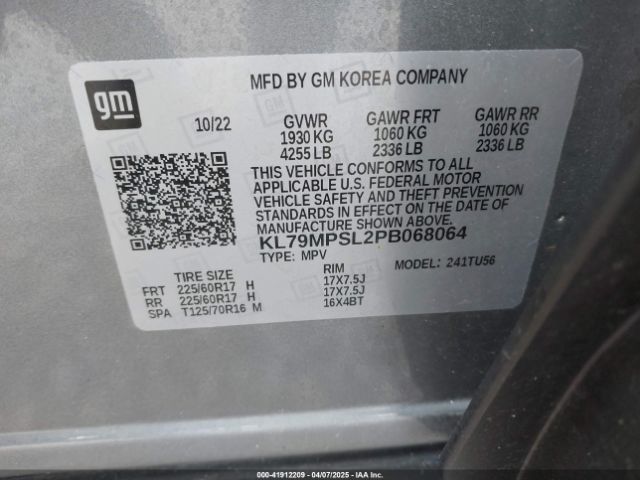 gm
MFD BY GM KOREA COMPANY
10/22
GVWR GAWR FRT GAWR RR
1930 KG 1060 KG 1060 KG
4255 LB 2336 LB 2336 LB
THIS VEHICLE CONFORMS TO ALL
APPLICABLE U.S. FEDERAL MOTOR
VEHICLE SAFETY AND THEFT PREVENTION
STANDARDS IN EFFECT ON THE DATE OF
MANUFACTURE SHOWN ABOVE.
KL79MPSL2PB068064
TYPE: MPV MODEL: 241TU56
TIRE SIZE RIM
FRT 225/60R17 H 17X7.5J
RR 225/60R17 H 17X7.5J
SPA T125/70R16 M 16X4BT
000-41912209 - 04/07/2025 - IAA Inc.